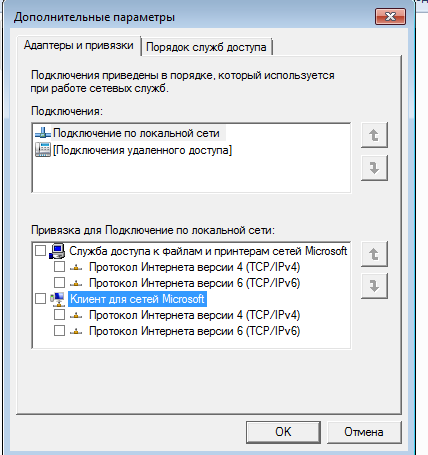 Дополнительные параметры
Адаптеры и привязки
Порядок служб доступа
Подключения приведены в порядке, который используется
при работе сетевых служб.
Подключения:
Подключение по локальной сети
[Подключения удаленного доступа]
Привязка для Подключение по локальной сети:
Служба доступа к файлам и принтерам сетей Microsoft
Протокол Интернета версии 4 (TCP/IPv4)
Протокол Интернета версии 6 (TCP/IPv6)
Клиент для сетей Microsoft
Протокол Интернета версии 4 (TCP/IPv4)
Протокол Интернета версии 6 (TCP/IPv6)
OK
Отмена